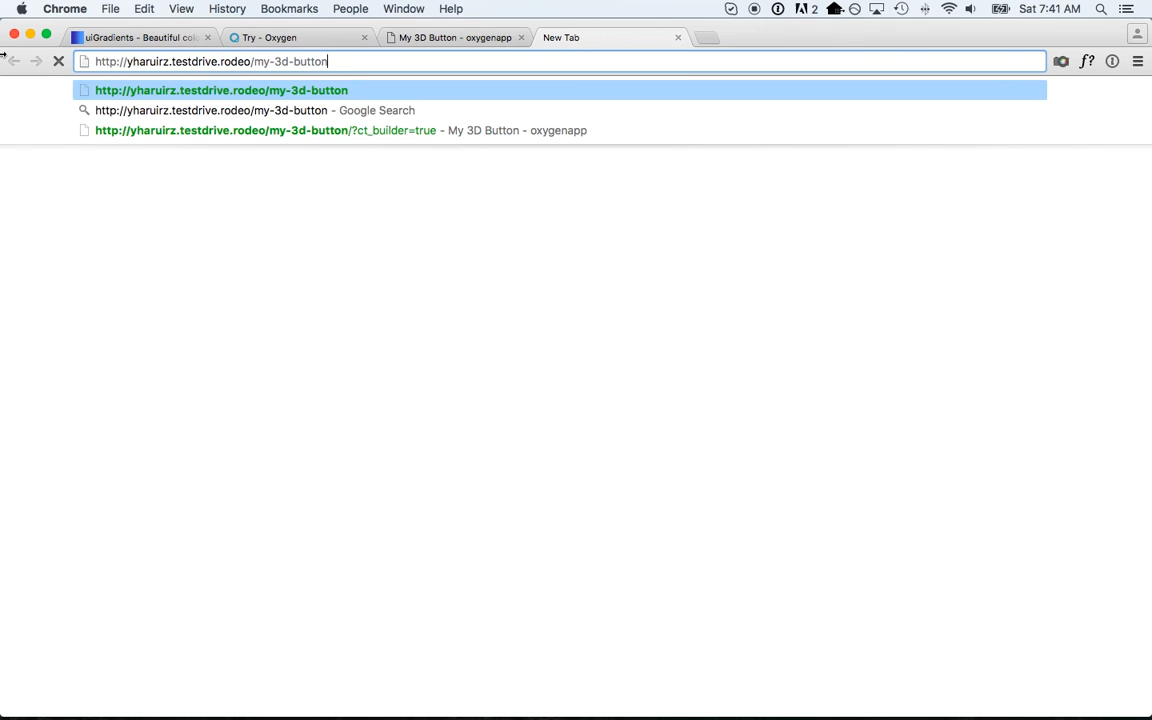 Chrome File Edit View History Bookmarks People Window Help 2 Sat 7:41 AM
uiGradients - Beautiful colo Try - Oxygen My 3D Button - oxygenapp New Tab
http://yharuirz.testdrive.rodeo/my-3d-button f?
http://yharuirz.testdrive.rodeo/my-3d-button
http://yharuirz.testdrive.rodeo/my-3d-button - Google Search
http://yharuirz.testdrive.rodeo/my-3d-button/?ct_builder=true - My 3D Button - oxygenapp